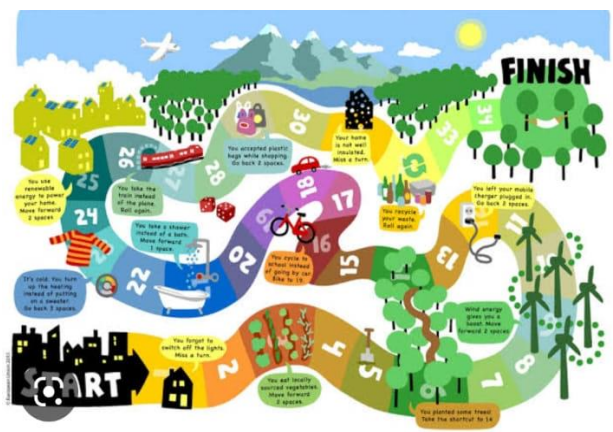 FINISH
34
33
30
28
27
26
25
24
22
20
19
18
17
16
15
13
11
8
7
5
4
2
START
You accepted plastic
bags while shopping.
Go back 2 spaces.
Your home
is not well
insulated.
Miss a turn.
You use
renewable
energy to power
your home.
Move forward
2 spaces
You take the
train instead
of the plane.
Roll again.
You recycle
your waste.
Roll again.
You left your mobile
charger plugged in.
Go back 2 spaces.
You take a shower
instead of a bath.
Move forward
1 space.
You cycle to
school instead
of going by car.
Bike to 19.
It's cold. You turn
up the heating
instead of putting
on a sweater.
Go back 3 spaces.
Wind energy
gives you a
boost. Move
forward 2 spaces
You forgot to
switch off the lights.
Miss a turn.
You eat locally
sourced vegetables.
Move forward
2 spaces.
You planted some trees!
Take the shortcut to 14.